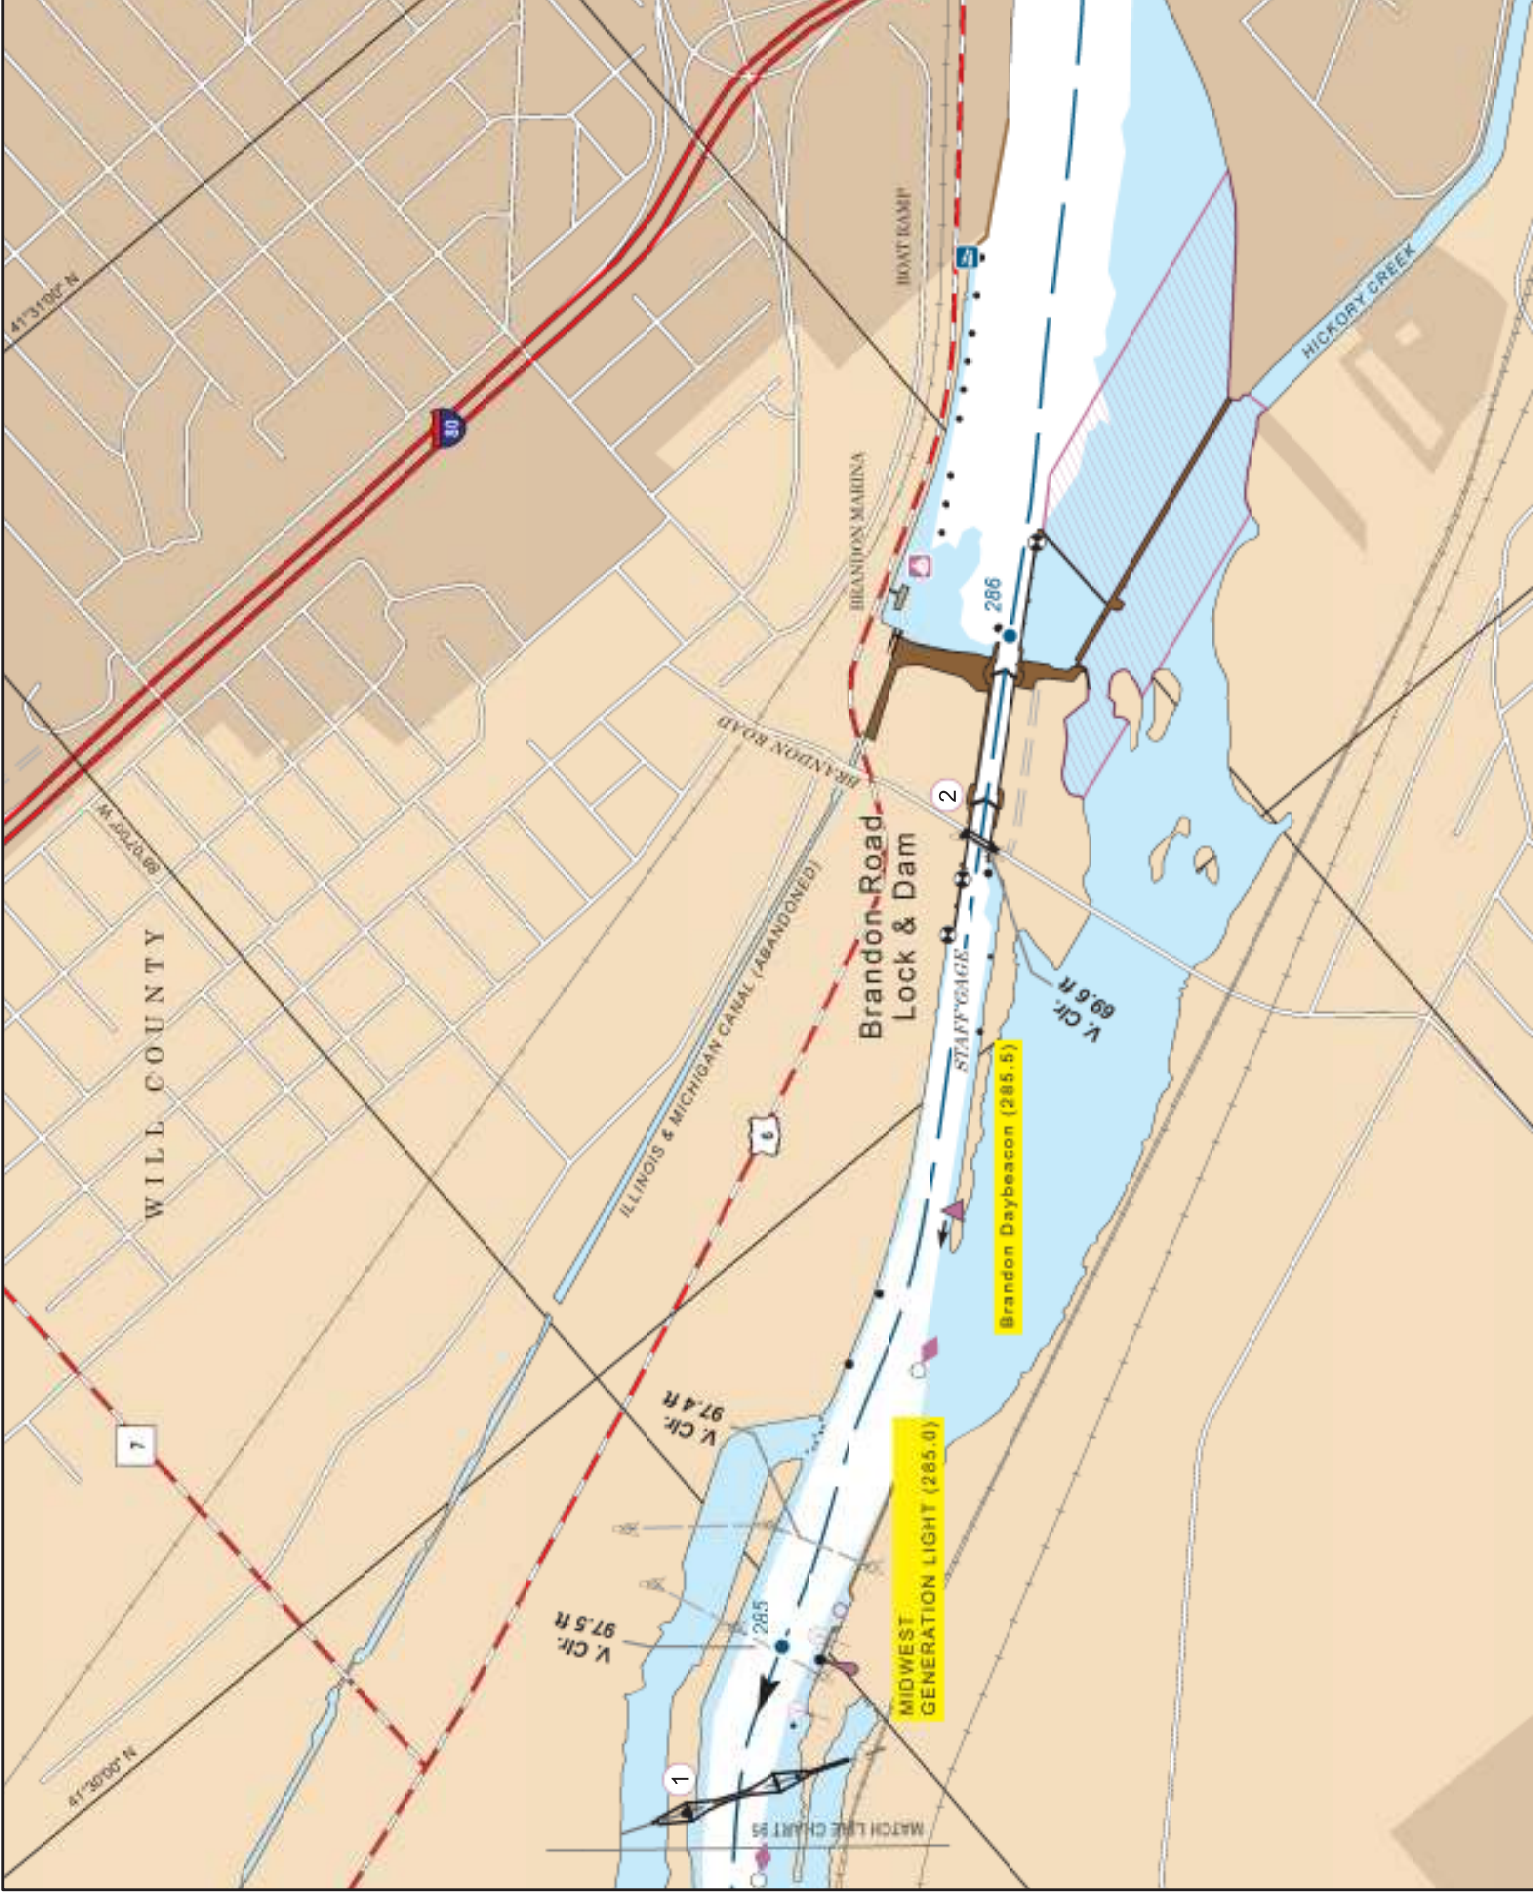 41°31'00" N
80
BOAT RAMP
HICKORY CREEK
BRANDON MARINA
286
BRANDON ROAD
88°07'00" W
2
Brandon Road
Lock & Dam
WILL COUNTY
ILLINOIS & MICHIGAN CANAL (ABANDONED)
STAFF GAGE
V. Clr.
69.6 ft
6
Brandon Daybeacon (285.5)
7
V. Clr.
97.4 ft
MIDWEST
GENERATION LIGHT (285.0)
V. Clr.
97.5 ft
285
41°30'00" N
1
MATCH LINE CHART 95